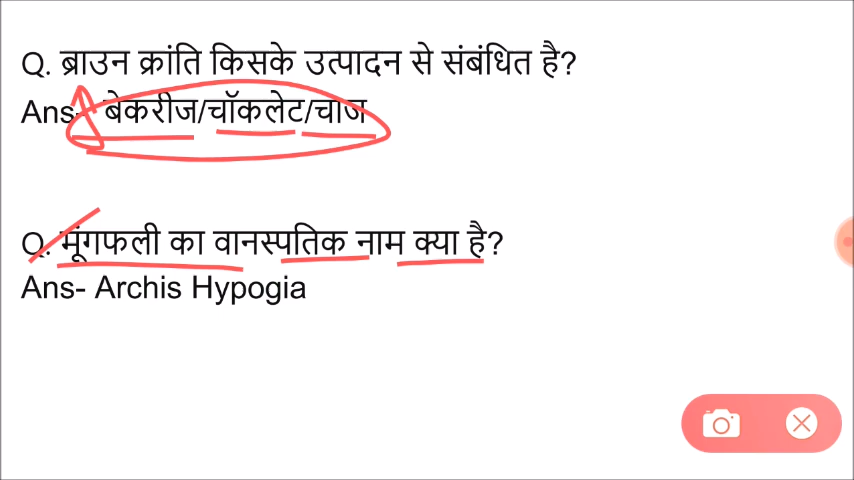 Q. ब्राउन क्रांति किसके उत्पादन से संबंधित है?
Ans- बेकरीज/चॉकलेट/चीज
Q. मूंगफली का वानस्पतिक नाम क्या है?
Ans- Archis Hypogia